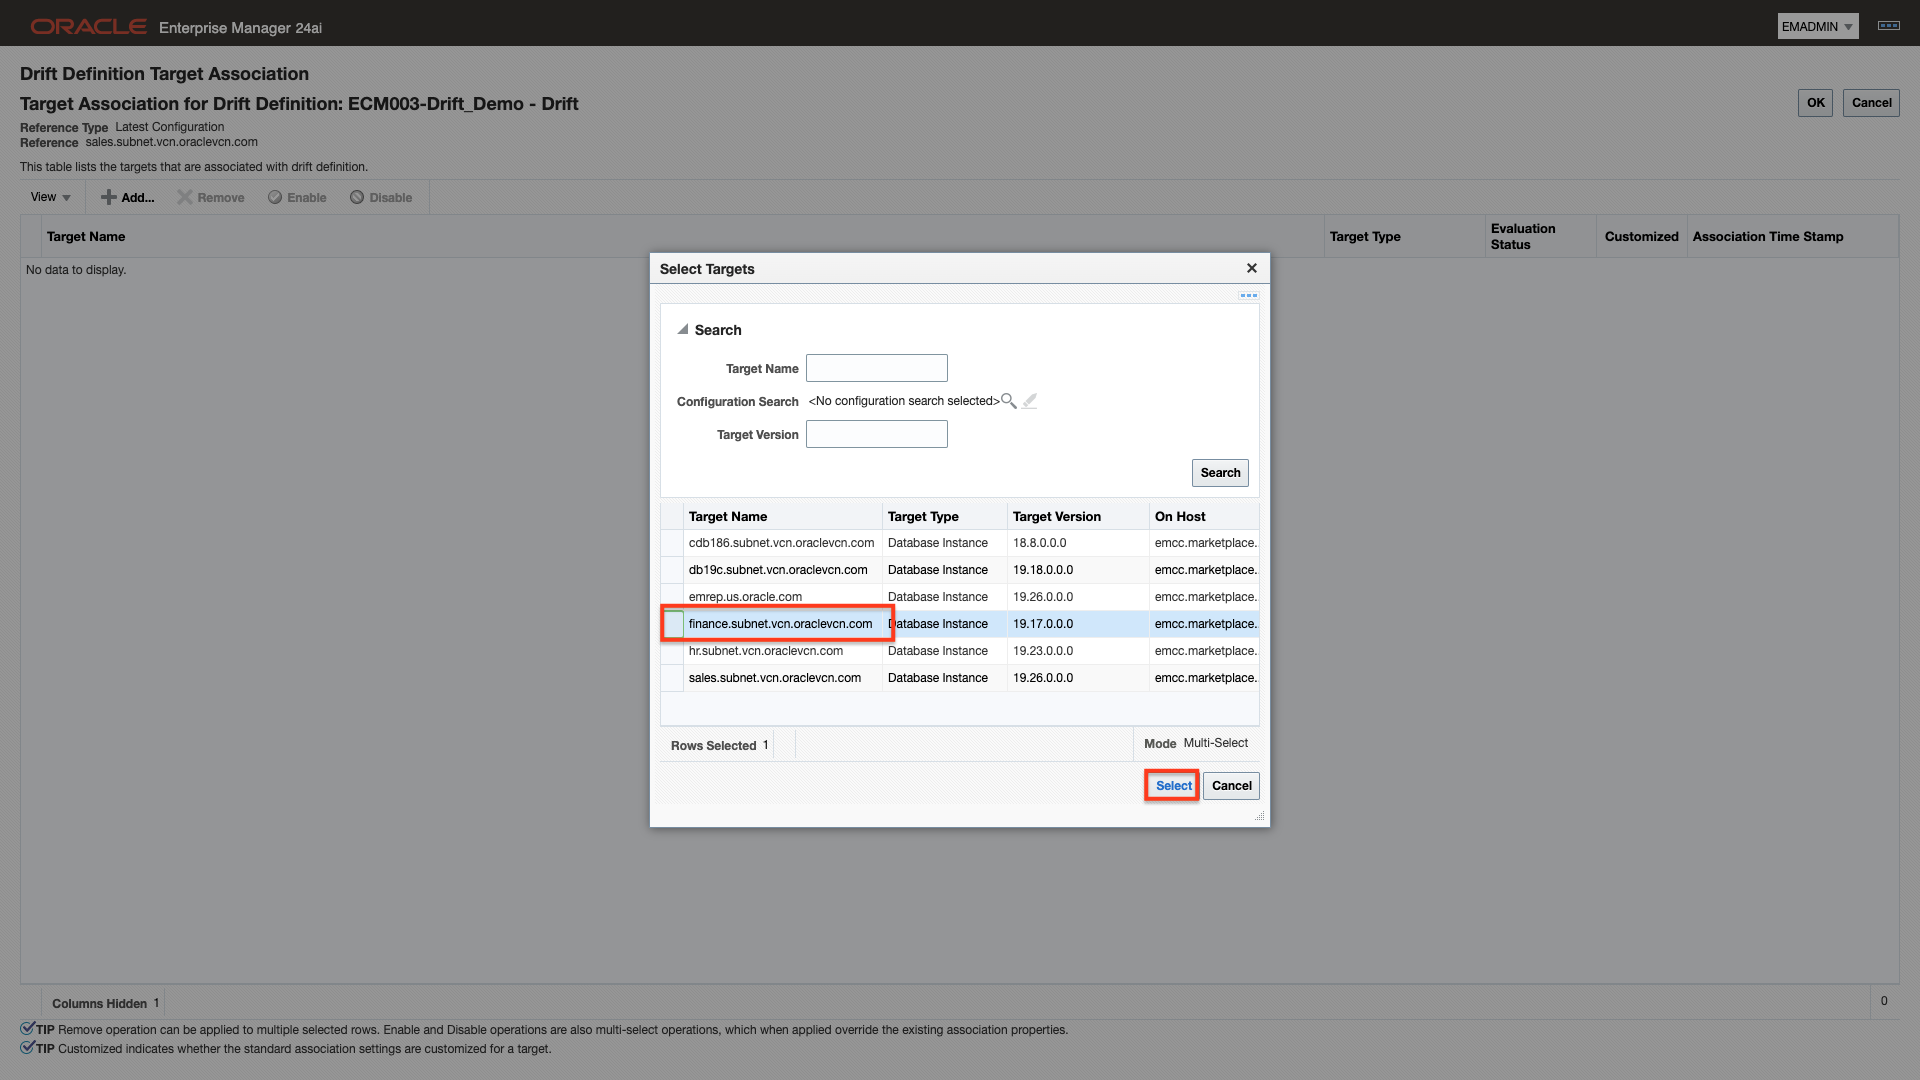 ORACLE Enterprise Manager 24ai
EMADMIN
Drift Definition Target Association
Target Association for Drift Definition: ECM003-Drift_Demo - Drift
OK Cancel
Reference Type Latest Configuration
Reference sales.subnet.vcn.oraclevcn.com
This table lists the targets that are associated with drift definition.
View Add... Remove Enable Disable
Target Name Target Type Evaluation Status Customized Association Time Stamp
No data to display.
Select Targets
Search
Target Name
Configuration Search <No configuration search selected>
Target Version
Search
Target Name Target Type Target Version On Host
cdb186.subnet.vcn.oraclevcn.com Database Instance 18.8.0.0.0 emcc.marketplace.
db19c.subnet.vcn.oraclevcn.com Database Instance 19.18.0.0.0 emcc.marketplace.
emrep.us.oracle.com Database Instance 19.26.0.0.0 emcc.marketplace.
finance.subnet.vcn.oraclevcn.com Database Instance 19.17.0.0.0 emcc.marketplace.
hr.subnet.vcn.oraclevcn.com Database Instance 19.23.0.0.0 emcc.marketplace.
sales.subnet.vcn.oraclevcn.com Database Instance 19.26.0.0.0 emcc.marketplace.
Rows Selected 1 Mode Multi-Select
Select Cancel
Columns Hidden 1 0
TIP Remove operation can be applied to multiple selected rows. Enable and Disable operations are also multi-select operations, which when applied override the existing association properties.
TIP Customized indicates whether the standard association settings are customized for a target.